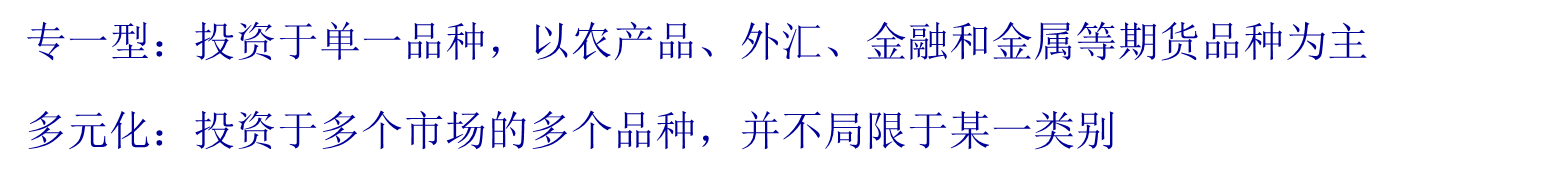 专一型：投资于单一品种，以农产品、外汇、金融和金属等期货品种为主
多元化：投资于多个市场的多个品种，并不局限于某一类别